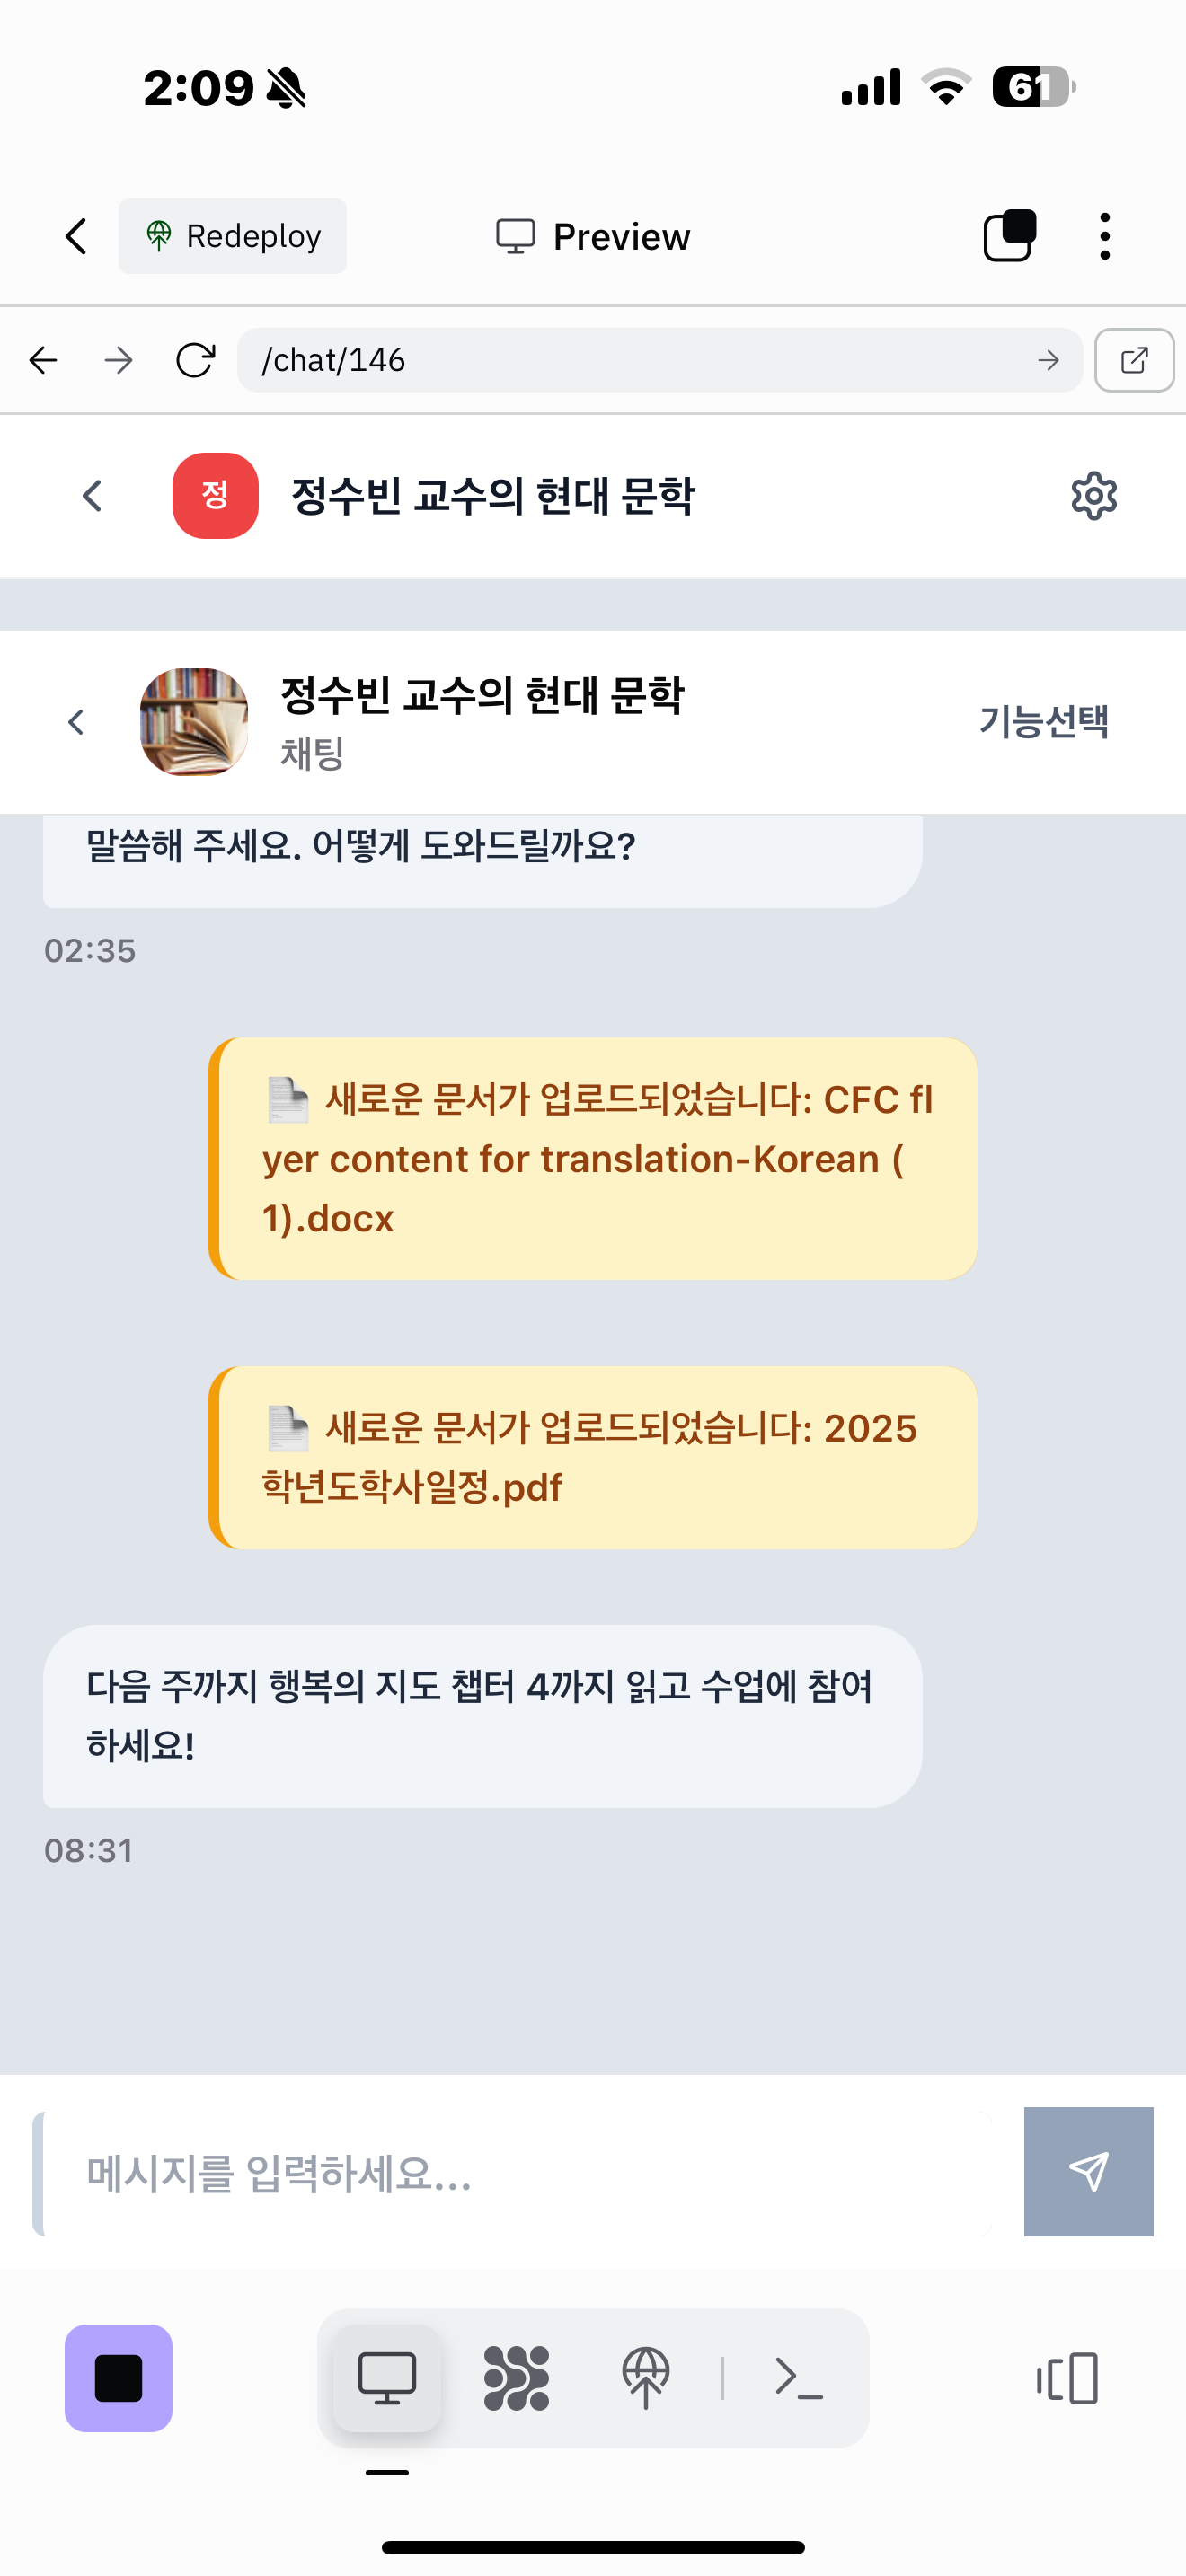 2:09
61
Redeploy
Preview
/chat/146
정
정수빈 교수의 현대 문학
정수빈 교수의 현대 문학
채팅
기능선택
말씀해 주세요. 어떻게 도와드릴까요?
02:35
새로운 문서가 업로드되었습니다: CFC fl
yer content for translation-Korean (
1).docx
새로운 문서가 업로드되었습니다: 2025
학년도학사일정.pdf
다음 주까지 행복의 지도 챕터 4까지 읽고 수업에 참여
하세요!
08:31
메시지를 입력하세요...